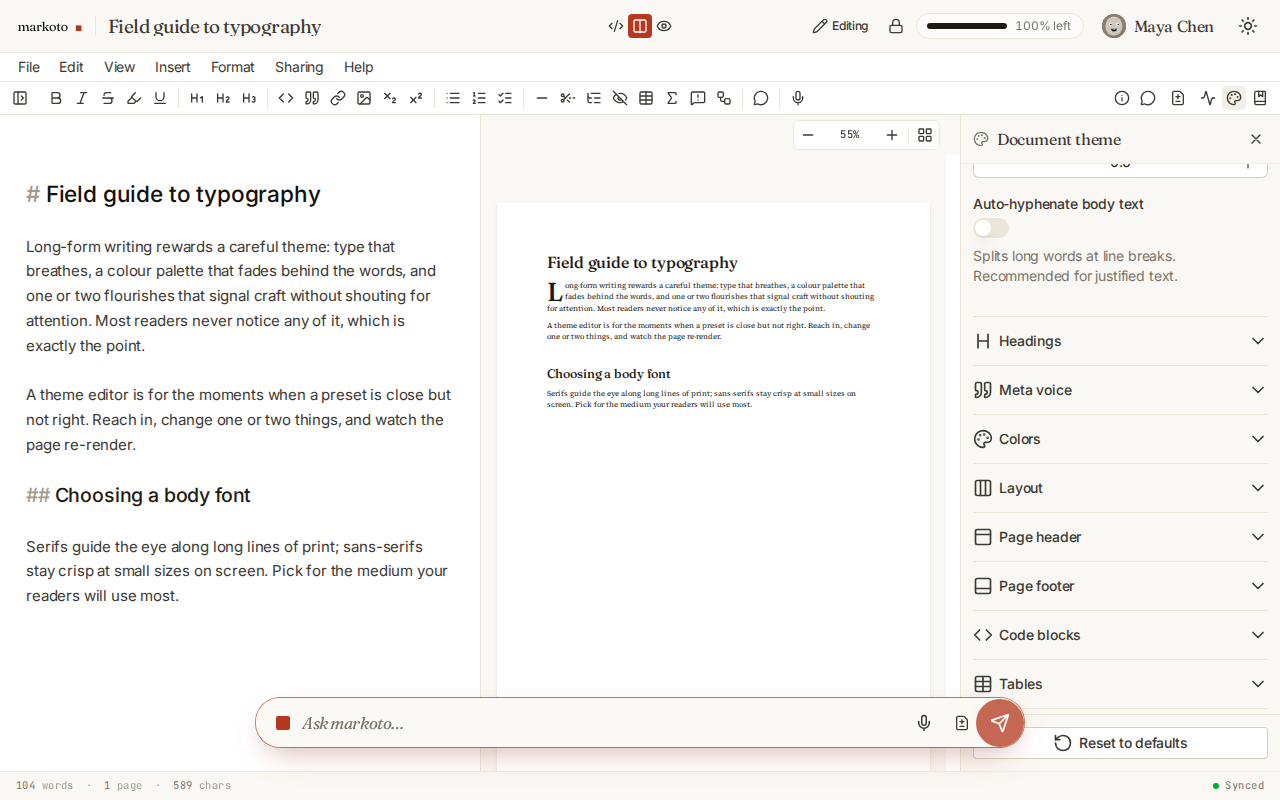 markoto
Field guide to typography
Editing
100% left
Maya Chen
File Edit View Insert Format Sharing Help
H1 H2 H3
55%
Document theme
# Field guide to typography
Long-form writing rewards a careful theme: type that
breathes, a colour palette that fades behind the words, and
one or two flourishes that signal craft without shouting for
attention. Most readers never notice any of it, which is
exactly the point.
A theme editor is for the moments when a preset is close but
not right. Reach in, change one or two things, and watch the
page re-render.
## Choosing a body font
Serifs guide the eye along long lines of print; sans-serifs
stay crisp at small sizes on screen. Pick for the medium your
readers will use most.
Field guide to typography
Long-form writing rewards a careful theme: type that breathes, a colour palette that
fades behind the words, and one or two flourishes that signal craft without shouting
for attention. Most readers never notice any of it, which is exactly the point.
A theme editor is for the moments when a preset is close but not right. Reach in, change
one or two things, and watch the page re-render.
Choosing a body font
Serifs guide the eye along long lines of print; sans-serifs stay crisp at small sizes on
screen. Pick for the medium your readers will use most.
Auto-hyphenate body text
Splits long words at line breaks.
Recommended for justified text.
Headings
Meta voice
Colors
Layout
Page header
Page footer
Code blocks
Tables
Reset to defaults
Ask markoto...
104 words · 1 page · 589 chars
Synced